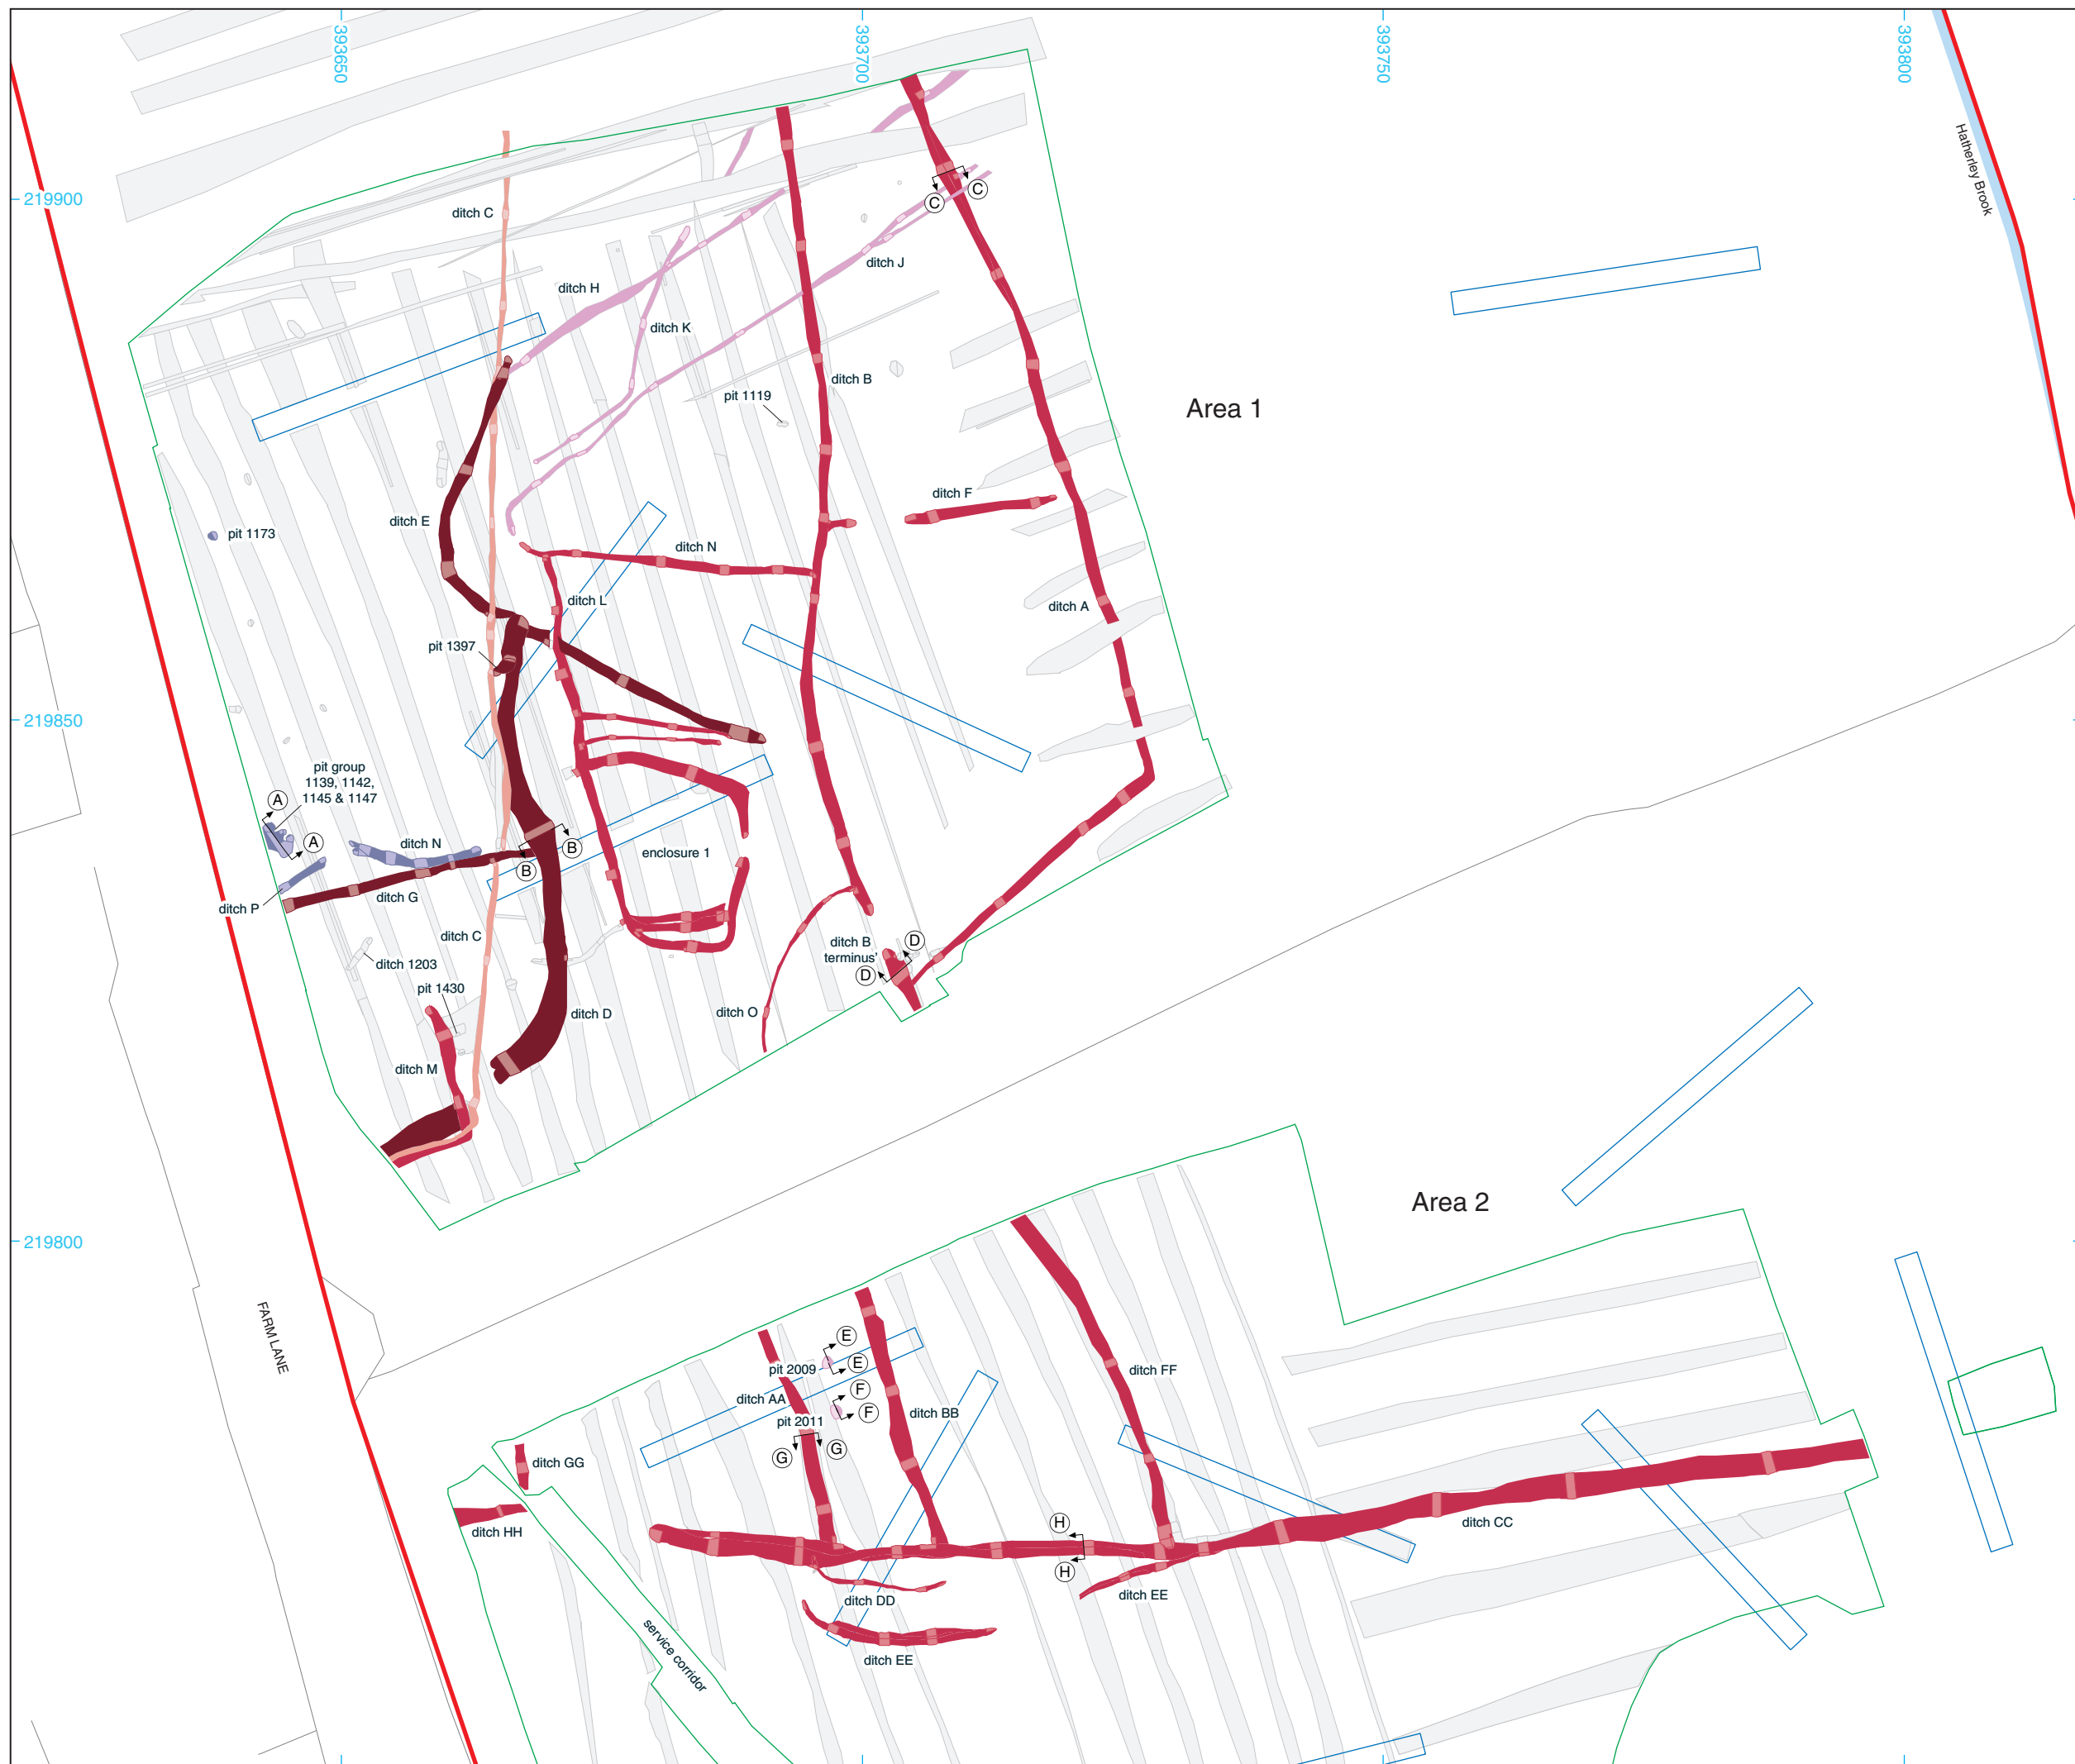 393650
393700
393750
393800
Hatherley Brook
219900
C
C
ditch C
ditch J
ditch H
ditch K
ditch B
pit 1119
Area 1
ditch F
ditch E
pit 1173
ditch N
ditch L
ditch A
pit 1397
219850
pit group
1139, 1142,
1145 & 1147
A
A
ditch N
B
B
enclosure 1
ditch G
ditch P
ditch C
ditch B
terminus'
D
D
ditch 1203
pit 1430
ditch O
ditch D
ditch M
Area 2
219800
FARM LANE
E
E
pit 2009
F
F
ditch AA
pit 2011
ditch BB
ditch FF
G
G
ditch GG
ditch HH
H
H
ditch CC
ditch DD
ditch EE
ditch EE
service corridor